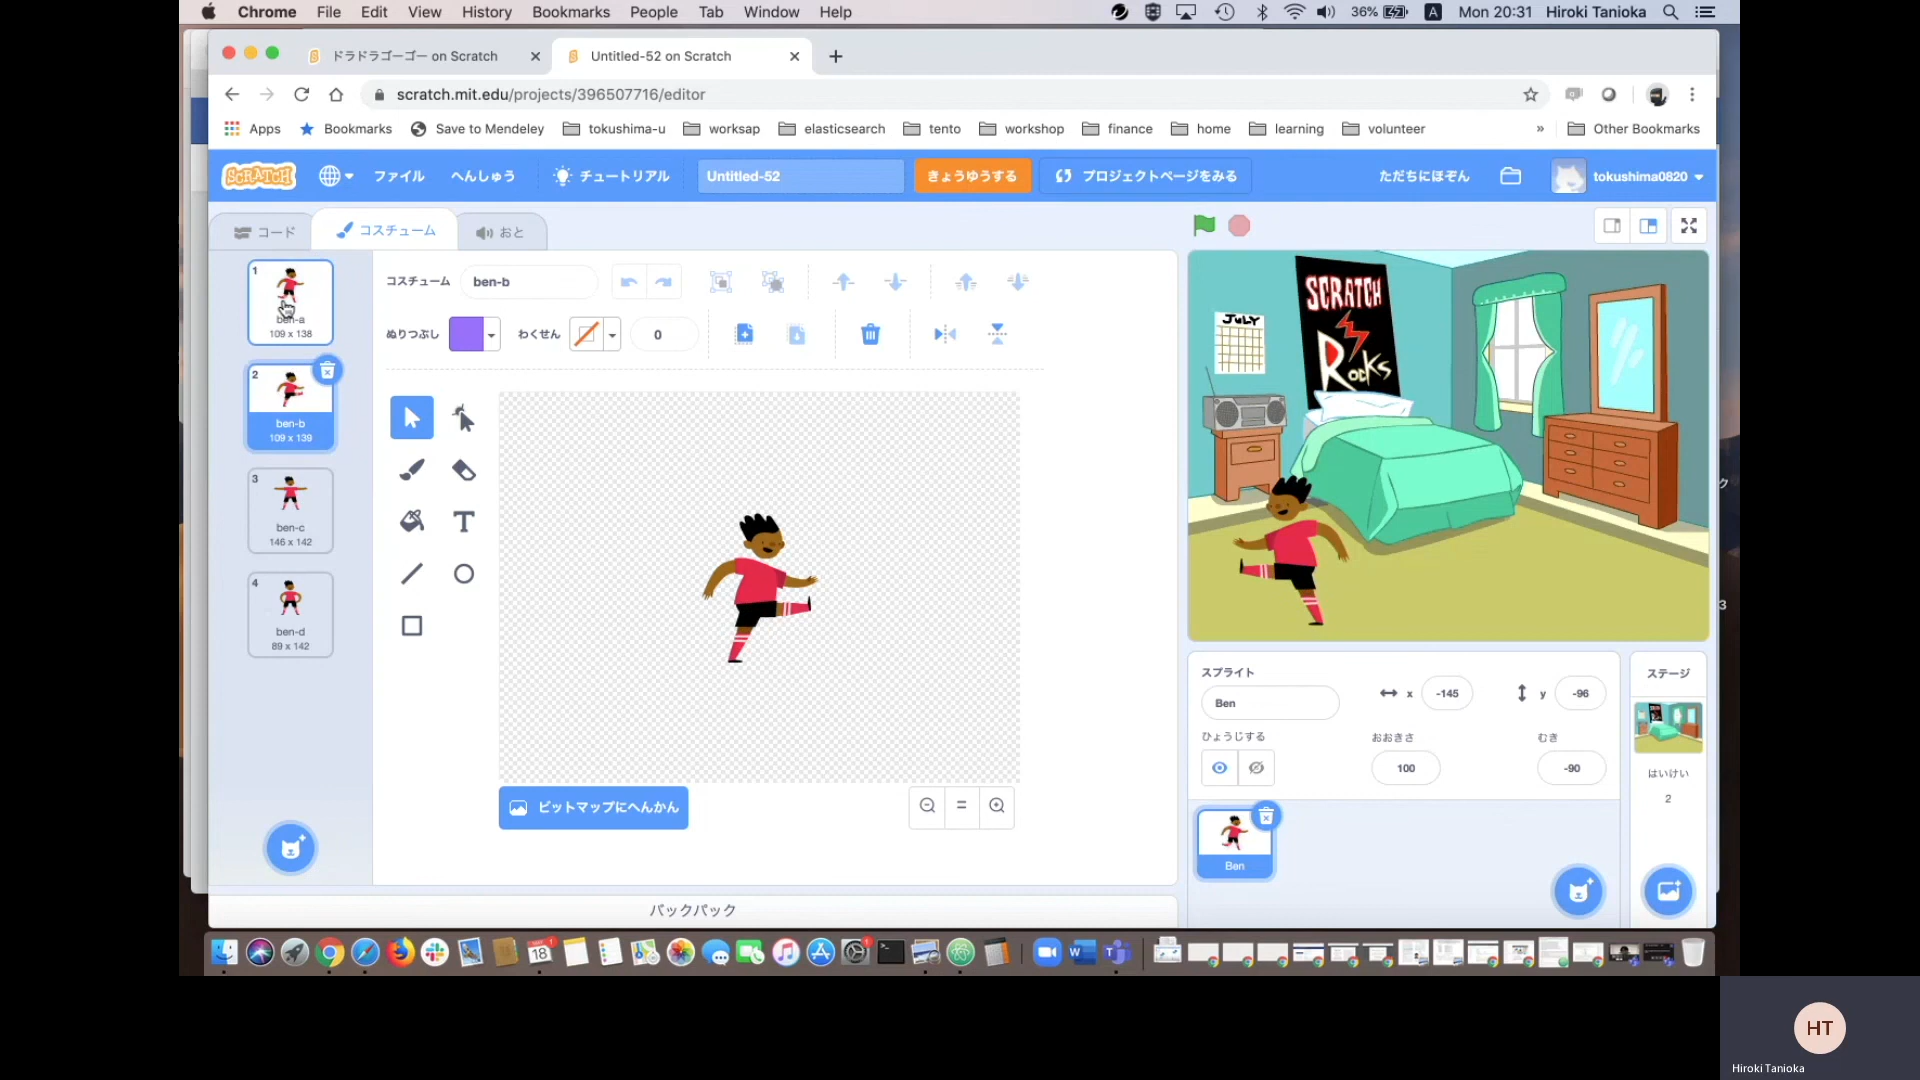 Chrome File Edit View History Bookmarks People Tab Window Help 36% A Mon 20:31 Hiroki Tanioka
ドラドラゴーゴー on Scratch
Untitled-52 on Scratch
scratch.mit.edu/projects/396507716/editor
Apps Bookmarks Save to Mendeley tokushima-u worksap elasticsearch tento workshop finance home learning volunteer » Other Bookmarks
SCRATCH ファイル へんしゅう チュートリアル Untitled-52 きょうゆうする プロジェクトページをみる ただちにほぞん tokushima0820
コード コスチューム おと
1
ben-a
109 x 138
2
ben-b
109 x 139
3
ben-c
146 x 142
4
ben-d
89 x 142
コスチューム ben-b
ぬりつぶし わくせん 0
T
ビットマップにへんかん
=
バックパック
JULY
SCRATCH
Rocks
スプライト
Ben
x -145 y -96
ひょうじする おおきさ むき
100 -90
Ben
ステージ
はいけい
2
18
W
HT
Hiroki Tanioka